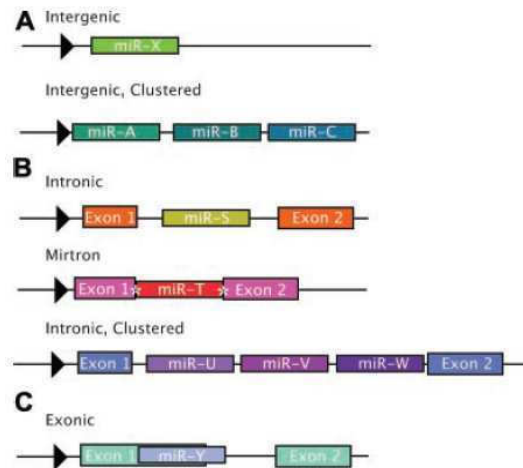 A Intergenic
miR-X
Intergenic, Clustered
miR-A miR-B miR-C
B
Intronic
Exon 1 miR-S Exon 2
Mirtron
Exon 1 miR-T Exon 2
Intronic, Clustered
Exon 1 miR-U miR-V miR-W Exon 2
C
Exonic
Exon 1 miR-Y Exon 2